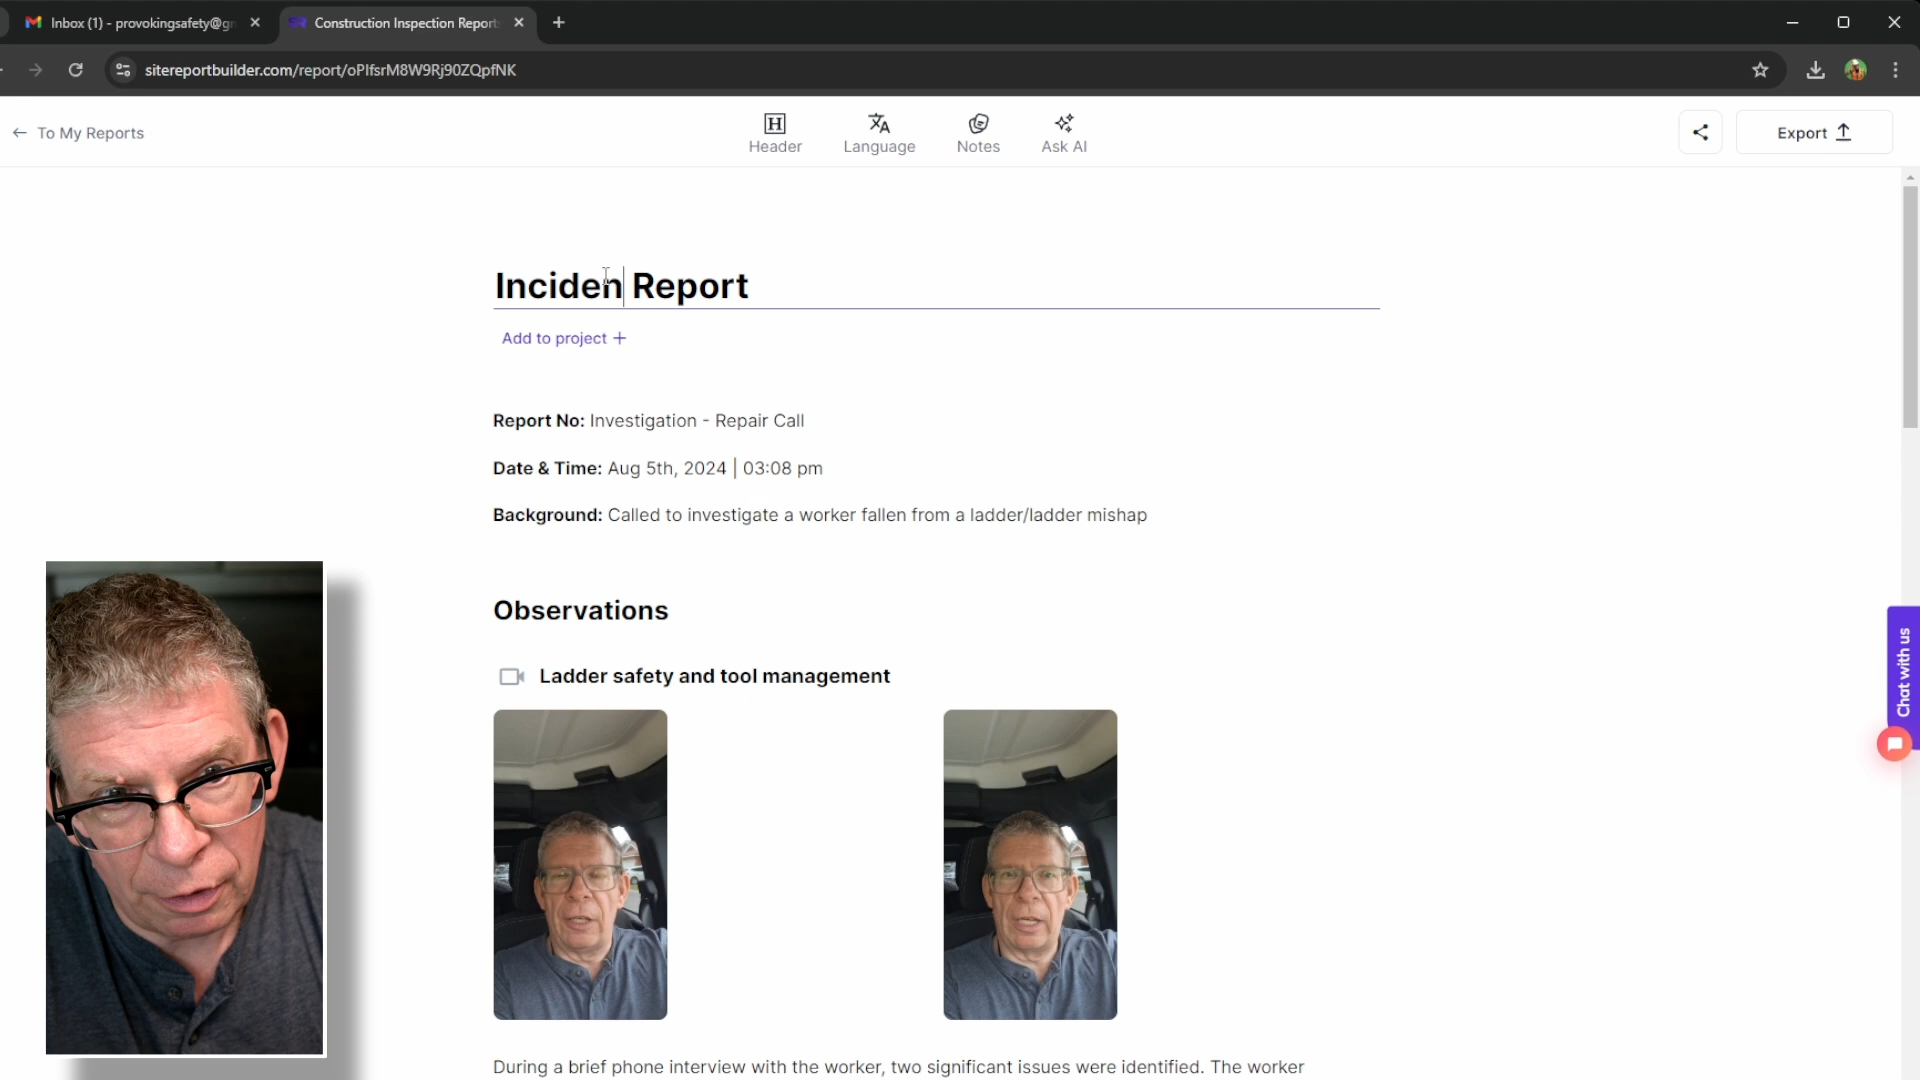 Inbox (1) - provokingsafety@g
Construction Inspection Report
sitereportbuilder.com/report/oPlfsrM8W9Rj90ZQpfNK
To My Reports
Header
Language
Notes
Ask AI
Export
Inciden Report
Add to project +
Report No: Investigation - Repair Call
Date & Time: Aug 5th, 2024 | 03:08 pm
Background: Called to investigate a worker fallen from a ladder/ladder mishap
Observations
Ladder safety and tool management
Chat with us
During a brief phone interview with the worker, two significant issues were identified. The worker